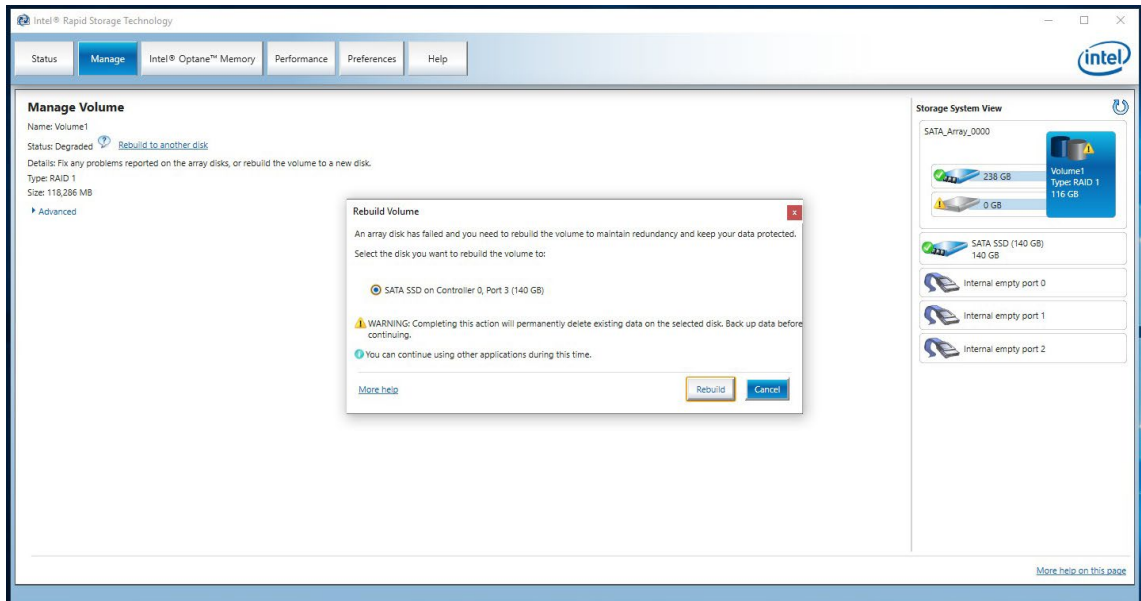 Intel® Rapid Storage Technology
Status
Manage
Intel® Optane™ Memory
Performance
Preferences
Help
intel
Manage Volume
Name: Volume1
Status: Degraded
Rebuild to another disk
Details: Fix any problems reported on the array disks, or rebuild the volume to a new disk.
Type: RAID 1
Size: 118,286 MB
Advanced
Rebuild Volume
x
An array disk has failed and you need to rebuild the volume to maintain redundancy and keep your data protected.
Select the disk you want to rebuild the volume to:
SATA SSD on Controller 0, Port 3 (140 GB)
WARNING: Completing this action will permanently delete existing data on the selected disk. Back up data before
continuing.
You can continue using other applications during this time.
More help
Rebuild
Cancel
Storage System View
SATA_Array_0000
238 GB
0 GB
Volume1
Type: RAID 1
116 GB
SATA SSD (140 GB)
140 GB
Internal empty port 0
Internal empty port 1
Internal empty port 2
More help on this page